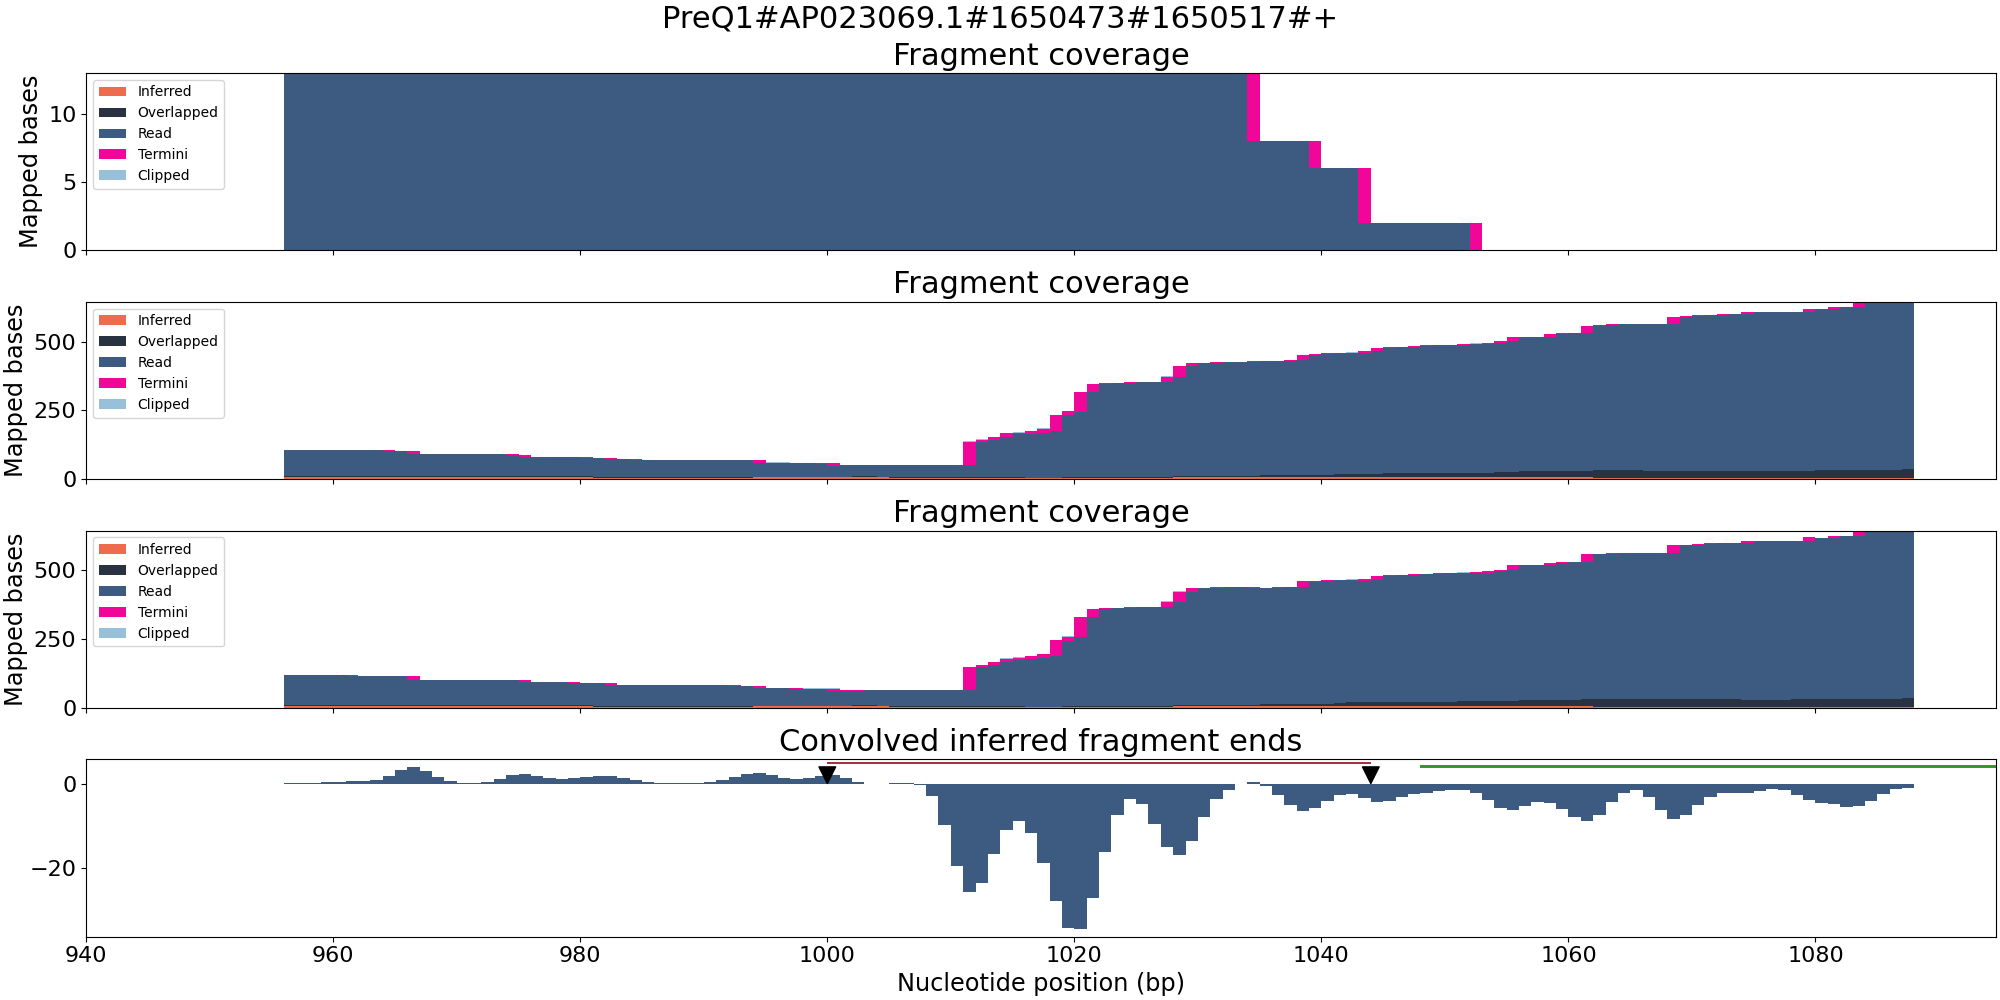 PreQ1#AP023069.1#1650473#1650517#+
Fragment coverage
Mapped bases
10
5
0
Inferred
Overlapped
Read
Termini
Clipped
Fragment coverage
Mapped bases
500
250
0
Inferred
Overlapped
Read
Termini
Clipped
Fragment coverage
Mapped bases
500
250
0
Inferred
Overlapped
Read
Termini
Clipped
Convolved inferred fragment ends
0
−20
940 960 980 1000 1020 1040 1060 1080
Nucleotide position (bp)